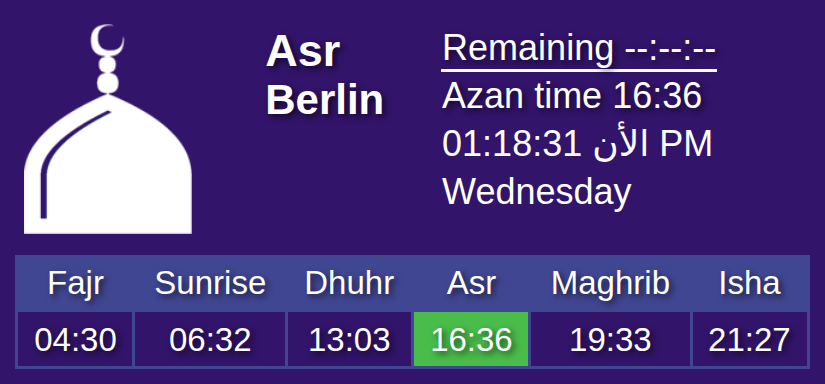 Asr
Berlin
Remaining --:--:--
Azan time 16:36
01:18:31 الأن PM
Wednesday
Fajr Sunrise Dhuhr Asr Maghrib Isha
04:30 06:32 13:03 16:36 19:33 21:27